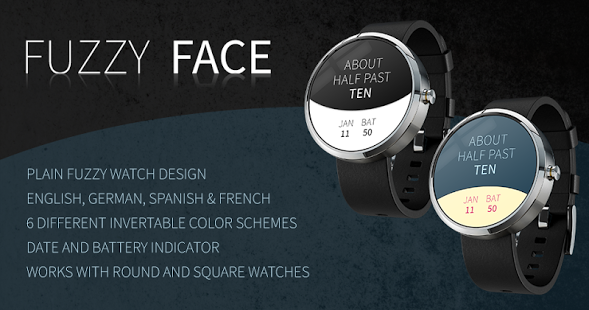 FUZZY FACE
PLAIN FUZZY WATCH DESIGN
ENGLISH, GERMAN, SPANISH & FRENCH
6 DIFFERENT INVERTABLE COLOR SCHEMES
DATE AND BATTERY INDICATOR
WORKS WITH ROUND AND SQUARE WATCHES
ABOUT
HALF PAST
TEN
JAN BAT
11 50
ABOUT
HALF PAST
TEN
JAN BAT
11 50